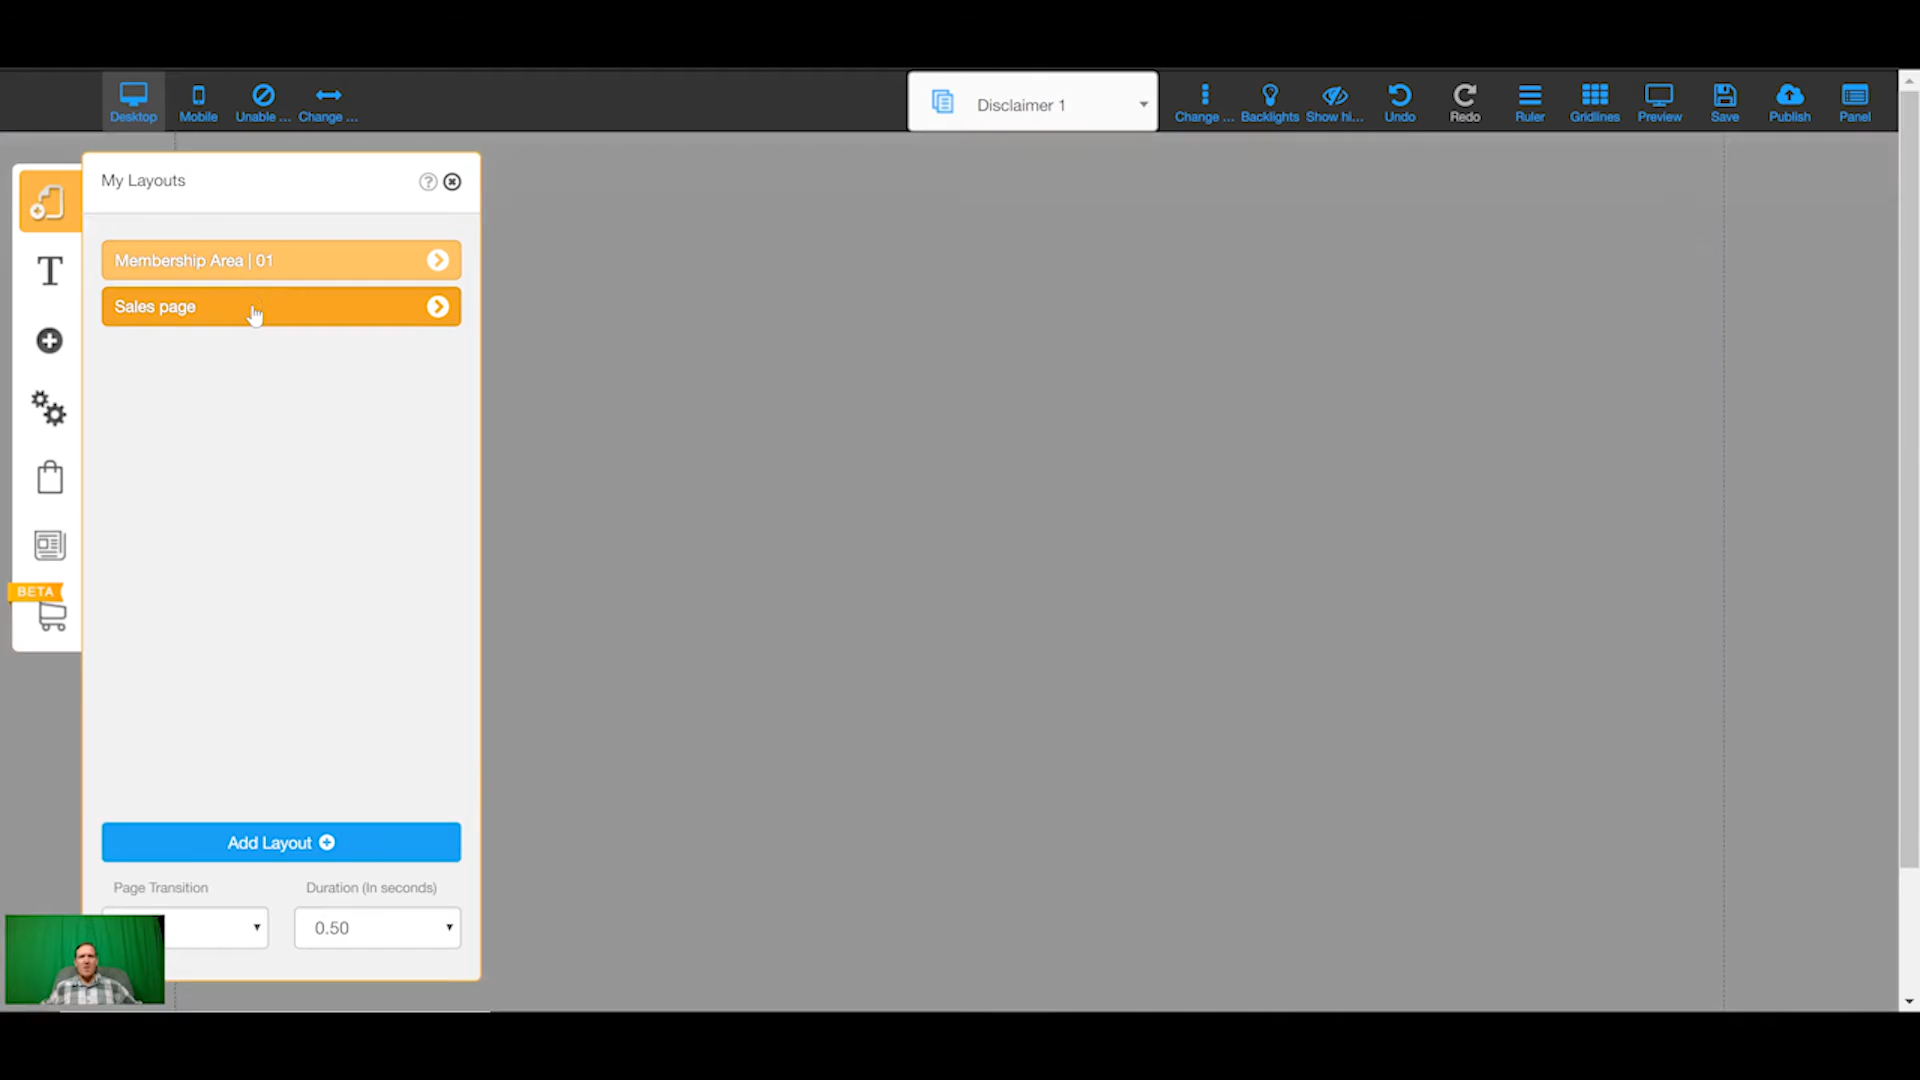 Desktop
Mobile
Unable ...
Change ...
Disclaimer 1
Change ...
Backlights
Show hi...
Undo
Redo
Ruler
Gridlines
Preview
Save
Publish
Panel
My Layouts
?
Membership Area | 01
Sales page
T
BETA
Add Layout
Page Transition
Duration (In seconds)
0.50